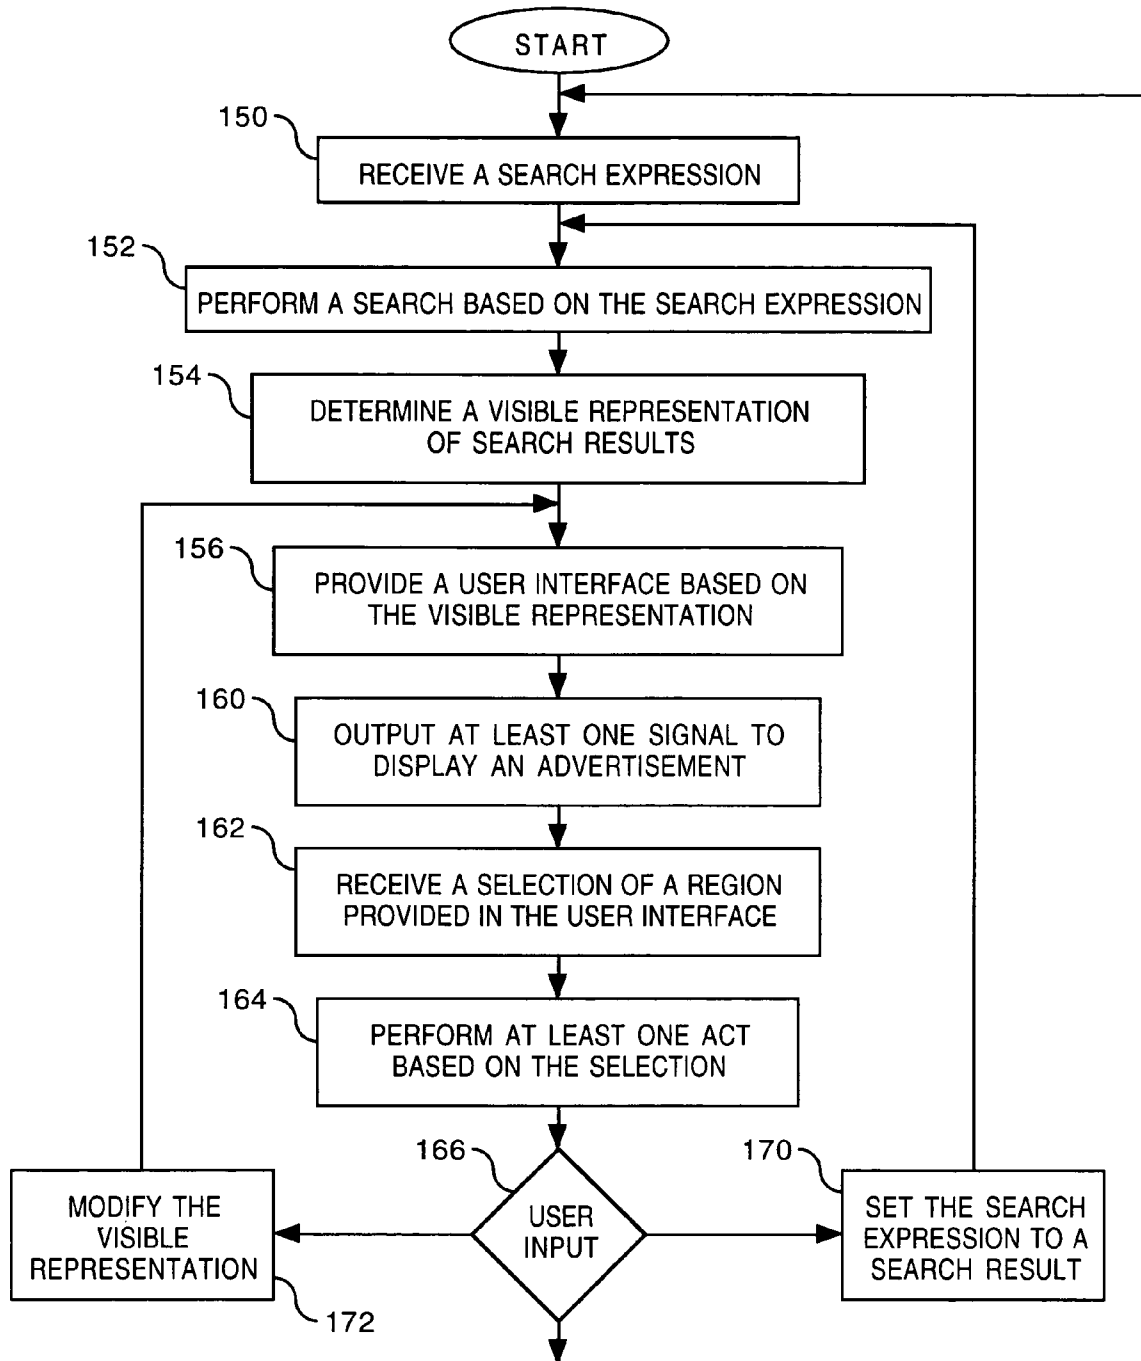 START
150
RECEIVE A SEARCH EXPRESSION
152
PERFORM A SEARCH BASED ON THE SEARCH EXPRESSION
154
DETERMINE A VISIBLE REPRESENTATION
OF SEARCH RESULTS
156
PROVIDE A USER INTERFACE BASED ON
THE VISIBLE REPRESENTATION
160
OUTPUT AT LEAST ONE SIGNAL TO
DISPLAY AN ADVERTISEMENT
162
RECEIVE A SELECTION OF A REGION
PROVIDED IN THE USER INTERFACE
164
PERFORM AT LEAST ONE ACT
BASED ON THE SELECTION
166
USER
INPUT
170
SET THE SEARCH
EXPRESSION TO A
SEARCH RESULT
MODIFY THE
VISIBLE
REPRESENTATION
172